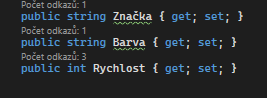 Počet odkazů: 1
public string Značka { get; set; }
Počet odkazů: 1
public string Barva { get; set; }
Počet odkazů: 3
public int Rychlost { get; set; }